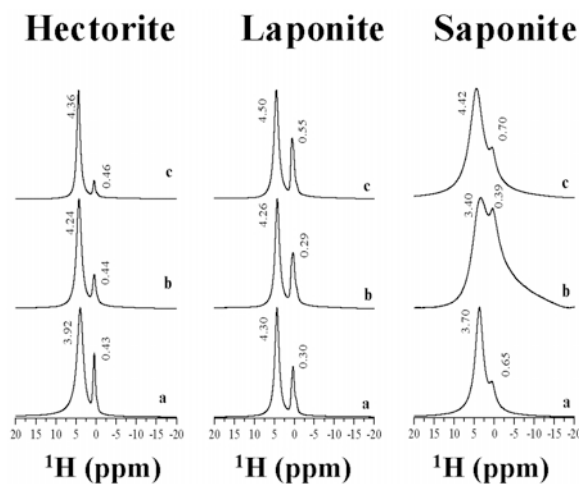 Hectorite Laponite Saponite
4.36 0.46 c 4.50 0.55 c 4.42 0.70 c
4.24 0.44 b 4.26 0.29 b 3.40 0.39 b
3.92 0.43 a 4.30 0.30 a 3.70 0.65 a
20 15 10 5 0 -5 -10 -15 -20 20 15 10 5 0 -5 -10 -15 -20 20 15 10 5 0 -5 -10 -15 -20
¹H (ppm) ¹H (ppm) ¹H (ppm)